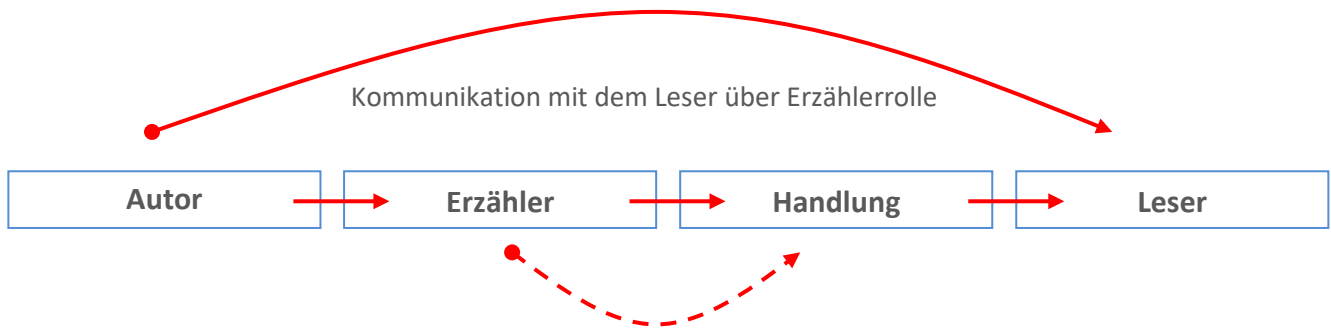 Kommunikation mit dem Leser über Erzählerrolle
Autor
Erzähler
Handlung
Leser